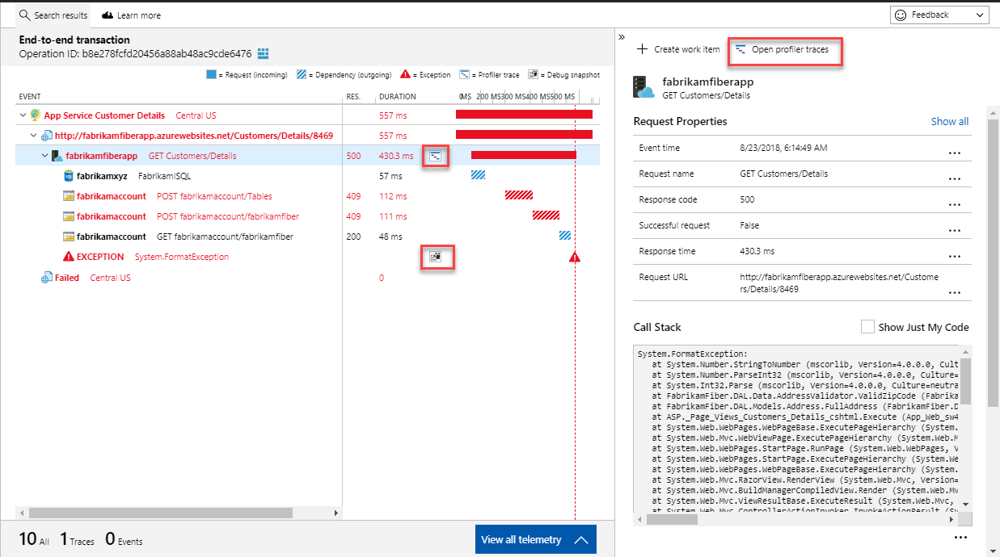 Search results Learn more
Feedback
End-to-end transaction
Operation ID: b8e278fcfd20456a88ab48ac9cde6476
= Request (incoming) = Dependency (outgoing) = Exception = Profiler trace = Debug snapshot
EVENT RES. DURATION 0MS 200 MS 300 MS 400 MS 500 MS
App Service Customer Details Central US 557 ms
http://fabrikamfiberapp.azurewebsites.net/Customers/Details/8469 557 ms
fabrikamfiberapp GET Customers/Details 500 430.3 ms
fabrikamxyz FabrikamISQL 57 ms
fabrikamaccount POST fabrikamaccount/Tables 409 112 ms
fabrikamaccount POST fabrikamaccount/fabrikamfiber 409 111 ms
fabrikamaccount GET fabrikamaccount/fabrikamfiber 200 48 ms
EXCEPTION System.FormatException
Failed Central US 0
10 All 1 Traces 0 Events
View all telemetry
»
Create work item Open profiler traces
fabrikamfiberapp
GET Customers/Details
Request Properties Show all
Event time 8/23/2018, 6:14:49 AM ...
Request name GET Customers/Details ...
Response code 500 ...
Successful request False ...
Response time 430.3 ms ...
Request URL http://fabrikamfiberapp.azurewebsites.net/Custome
rs/Details/8469 ...
Call Stack Show Just My Code
System.FormatException:
at System.Number.StringToNumber (mscorlib, Version=4.0.0.0, Cult
at System.Number.ParseInt32 (mscorlib, Version=4.0.0.0, Culture=
at System.Int32.Parse (mscorlib, Version=4.0.0.0, Culture=neutra
at FabrikamFiber.DAL.Data.AddressValidator.ValidZipCode (Fabrika
at FabrikamFiber.DAL.Models.Address.FullAddress (FabrikamFiber.D
at ASP._Page_Views_Customers_Details_cshtml.Execute (App_Web_sw4
at System.Web.WebPages.WebPageBase.ExecutePageHierarchy (System.
at System.Web.Mvc.WebViewPage.ExecutePageHierarchy (System.Web.M
at System.Web.WebPages.StartPage.RunPage (System.Web.WebPages, V
at System.Web.WebPages.StartPage.ExecutePageHierarchy (System.We
at System.Web.WebPages.WebPageBase.ExecutePageHierarchy (System.
at System.Web.Mvc.RazorView.RenderView (System.Web.Mvc, Version=
at System.Web.Mvc.BuildManagerCompiledView.Render (System.Web.Mv
at System.Web.Mvc.ViewResultBase.ExecuteResult (System.Web.Mvc,
at System.Web.Mvc.ControllerActionInvoker.InvokeActionResult (Sy
...